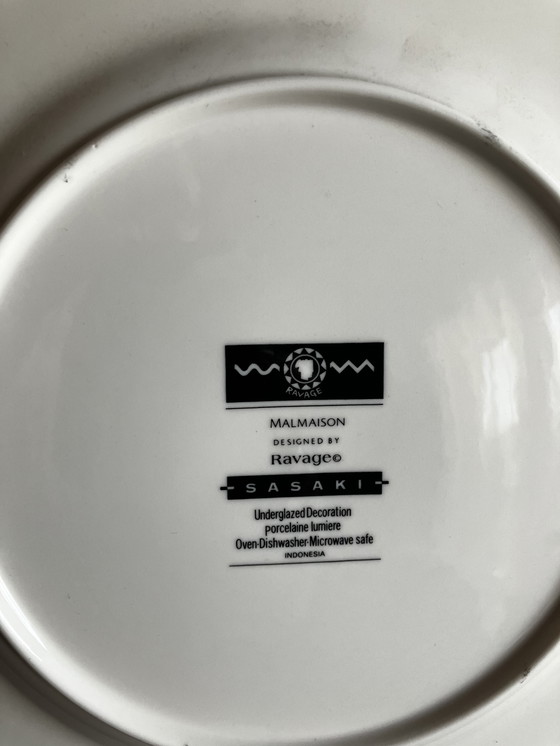 RAVAGE
MALMAISON
DESIGNED BY
Ravage©
SASAKI
Underglazed Decoration
porcelaine lumiere
Oven-Dishwasher-Microwave safe
INDONESIA